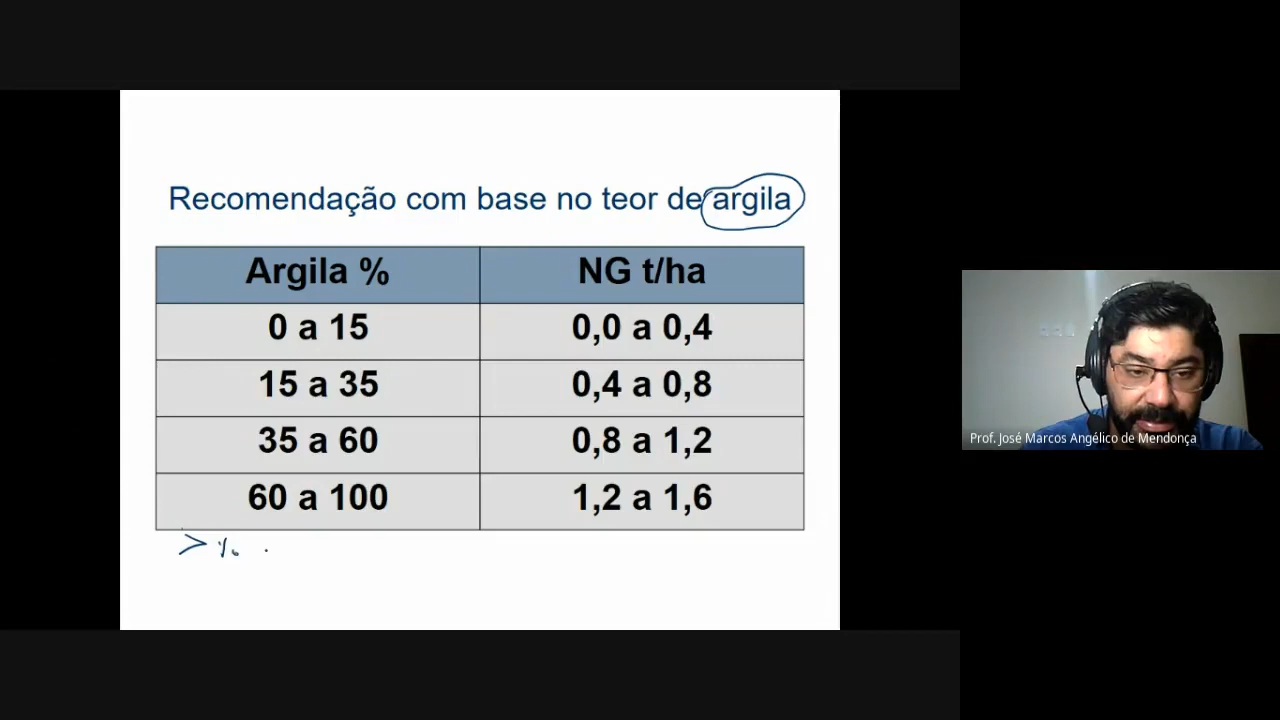 Recomendação com base no teor de argila
Argila % NG t/ha
0 a 15 0,0 a 0,4
15 a 35 0,4 a 0,8
35 a 60 0,8 a 1,2
60 a 100 1,2 a 1,6
> %
Prof. José Marcos Angélico de Mendonça